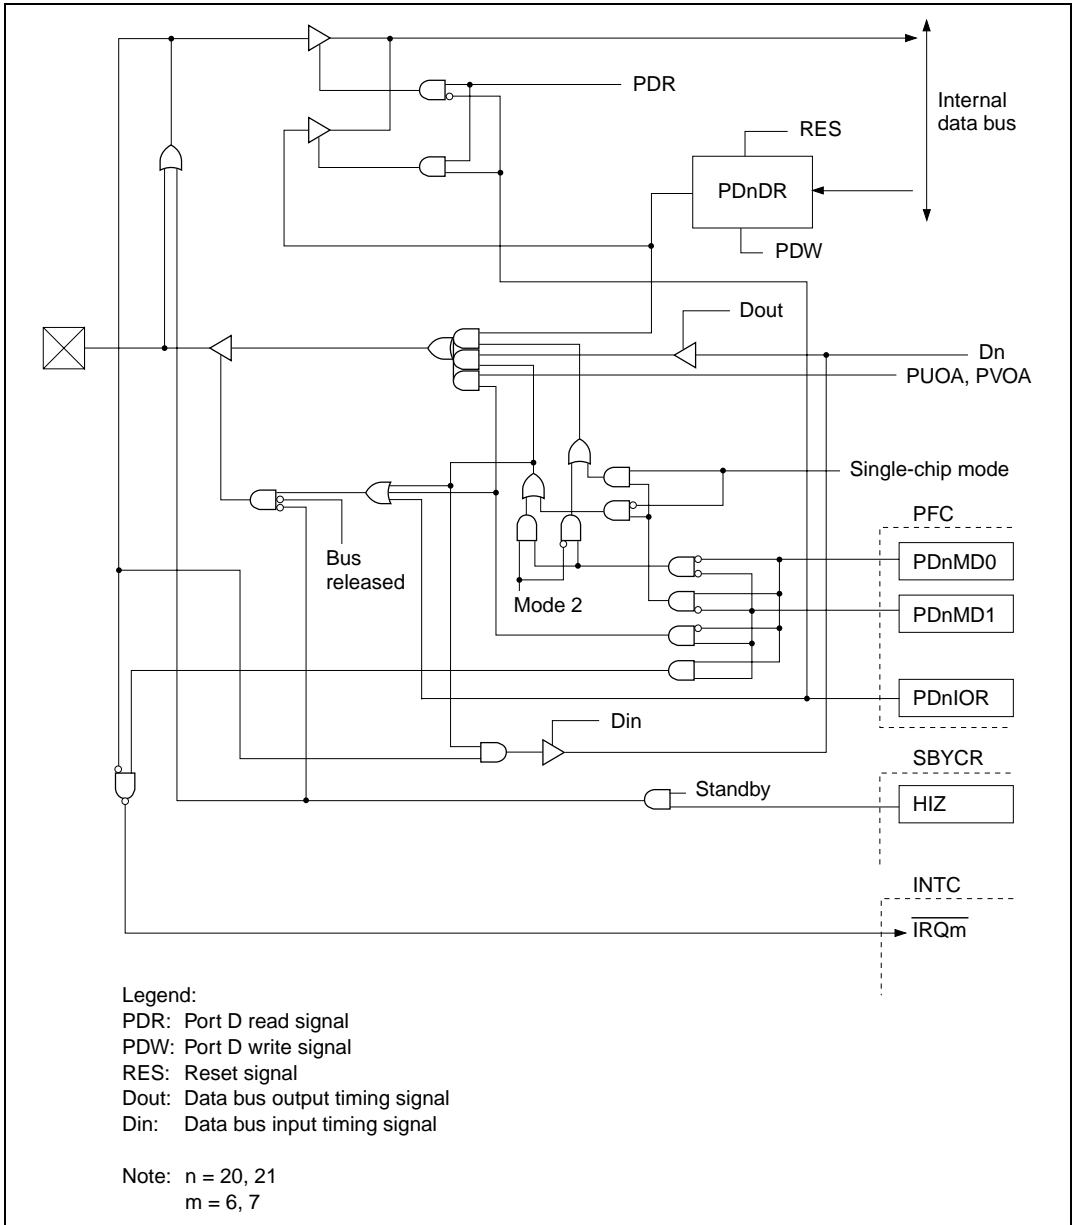 PDR
Internal
data bus
RES
PDnDR
PDW
Dout
Dn
PUOA, PVOA
Single-chip mode
PFC
Bus
released
PDnMD0
Mode 2
PDnMD1
PDnIOR
Din
SBYCR
Standby
HIZ
INTC
IRQm
Legend:
PDR: Port D read signal
PDW: Port D write signal
RES: Reset signal
Dout: Data bus output timing signal
Din: Data bus input timing signal
Note: n = 20, 21
m = 6, 7